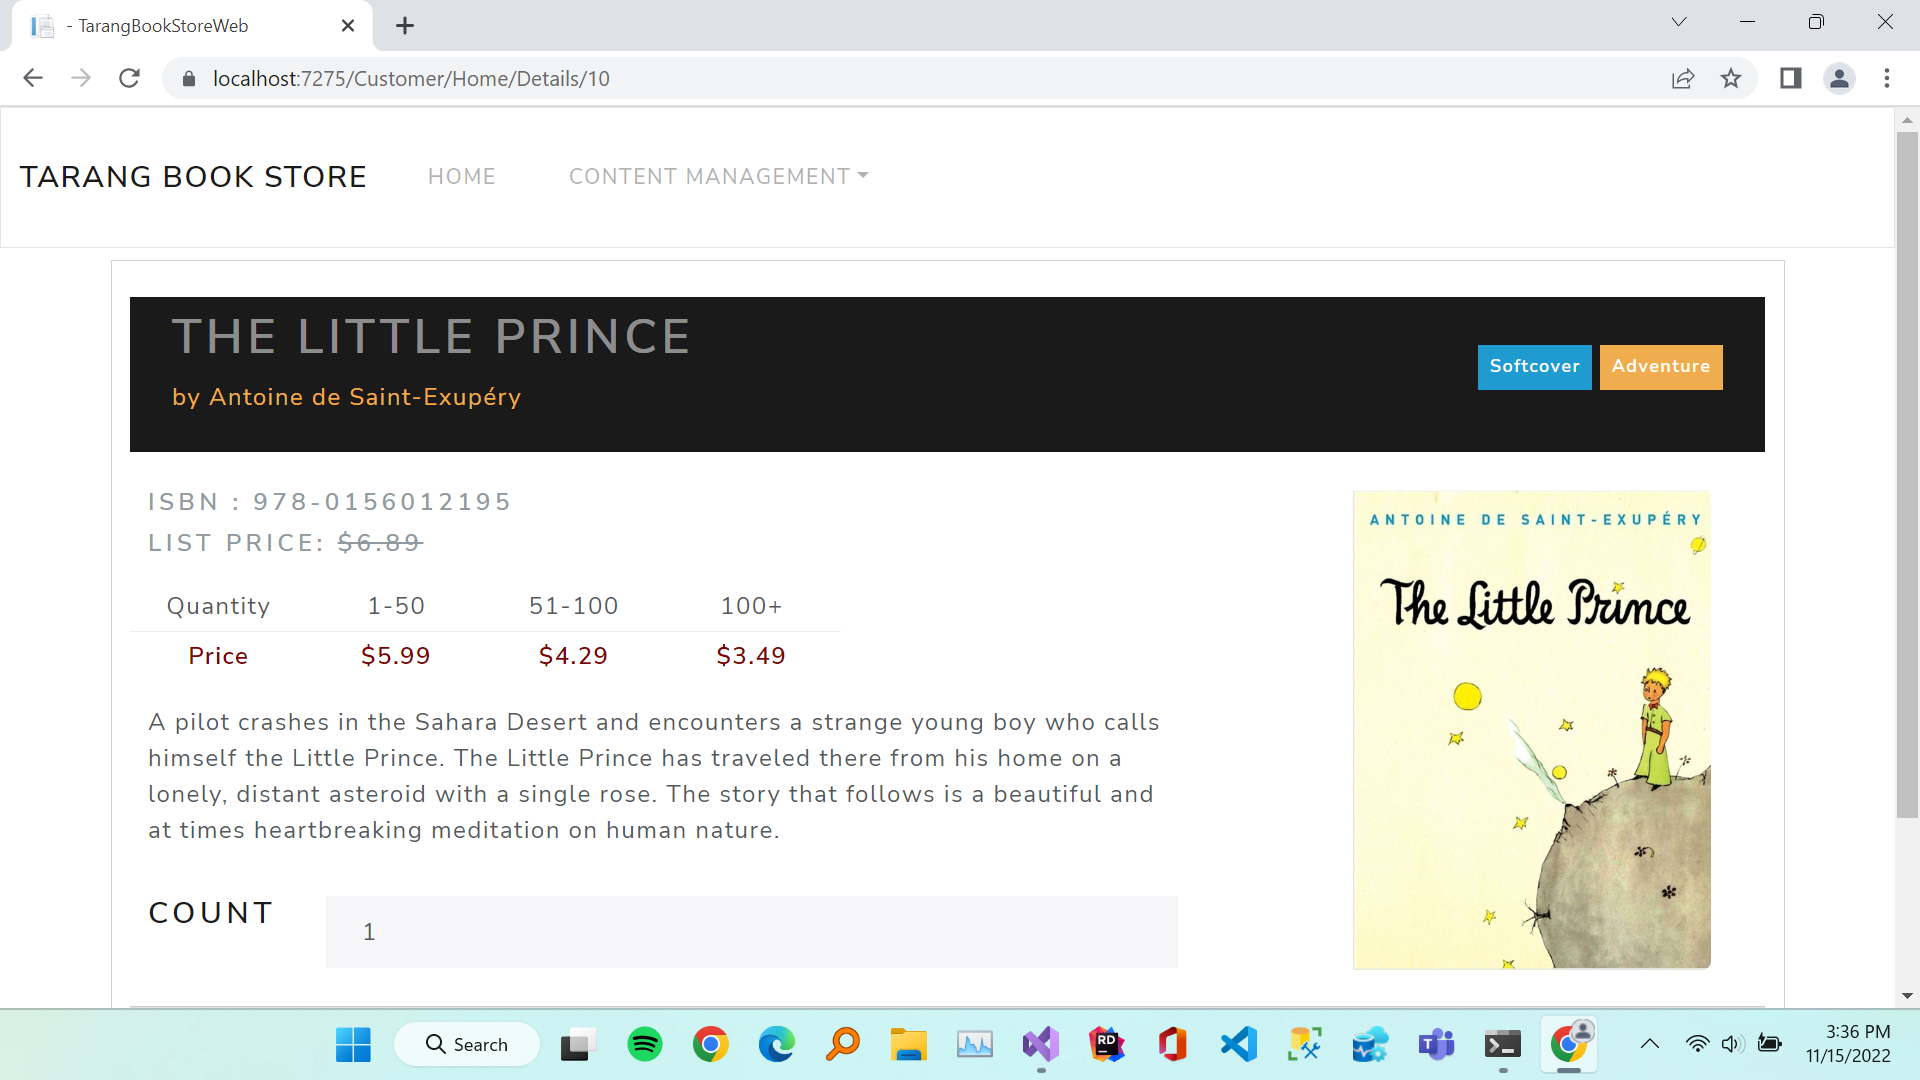 - TarangBookStoreWeb
localhost:7275/Customer/Home/Details/10
TARANG BOOK STORE HOME CONTENT MANAGEMENT
THE LITTLE PRINCE
by Antoine de Saint-Exupéry
Softcover Adventure
ISBN : 978-0156012195
LIST PRICE: $6.89
Quantity 1-50 51-100 100+
Price $5.99 $4.29 $3.49
A pilot crashes in the Sahara Desert and encounters a strange young boy who calls
himself the Little Prince. The Little Prince has traveled there from his home on a
lonely, distant asteroid with a single rose. The story that follows is a beautiful and
at times heartbreaking meditation on human nature.
COUNT 1
ANTOINE DE SAINT-EXUPÉRY
The Little Prince
Search
RD
3:36 PM
11/15/2022